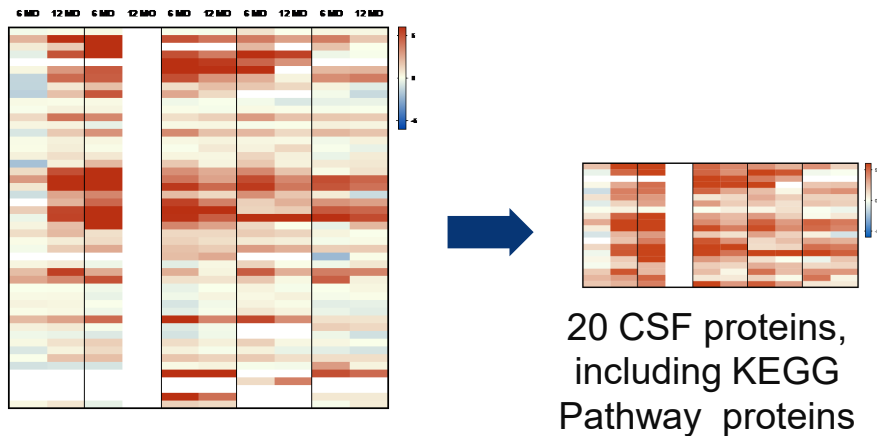 6 MO 12 MO 6 MO 12 MO 6 MO 12 MO 6 MO 12 MO 6 MO 12 MO
20 CSF proteins,
including KEGG
Pathway proteins